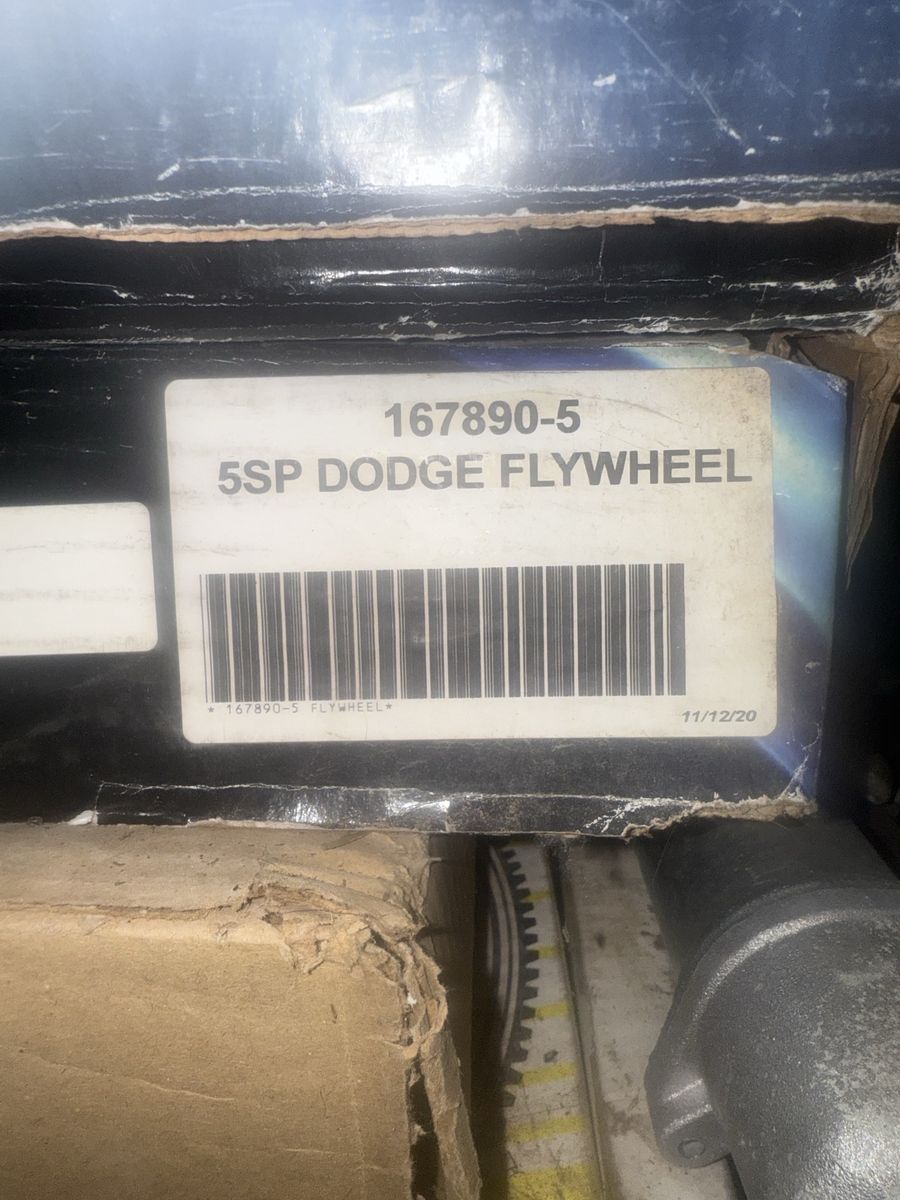 167890-5
5SP DODGE FLYWHEEL
* 167890-5 FLYWHEEL*
11/12/20